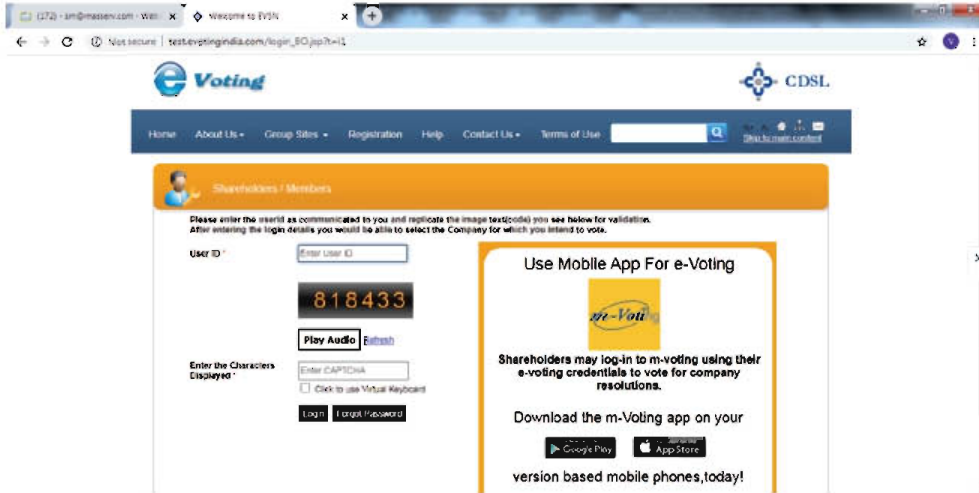 Welcome to EVSN
Not secure | test.evotingindia.com/login_BO.jsp?t=i1
e Voting
CDSL
Home About Us Group Sites Registration Help Contact Us Terms of Use
Skip to main content
Shareholders / Members
Please enter the userid as communicated to you and replicate the image text(code) you see below for validation.
After entering the login details you would be able to select the Company for which you intend to vote.
User ID *
Enter User ID
818433
Play Audio Refresh
Enter the Characters
Displayed *
Enter CAPTCHA
Click to use Virtual Keyboard
Login Forgot Password
Use Mobile App For e-Voting
m-Voting
Shareholders may log-in to m-voting using their
e-voting credentials to vote for company
resolutions.
Download the m-Voting app on your
Google Play
App Store
version based mobile phones,today!